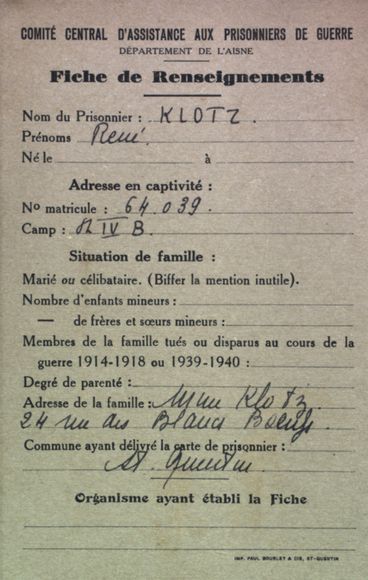 COMITÉ CENTRAL D'ASSISTANCE AUX PRISONNIERS DE GUERRE
DÉPARTEMENT DE L'AISNE
Fiche de Renseignements
Nom du Prisonnier : KLOTZ.
Prénoms René.
Né le à
Adresse en captivité :
No matricule : 64.039.
Camp : IV B.
Situation de famille :
Marié ou célibataire. (Biffer la mention inutile).
Nombre d'enfants mineurs :
— de frères et sœurs mineurs :
Membres de la famille tués ou disparus au cours de la
guerre 1914-1918 ou 1939-1940 :
Degré de parenté :
Adresse de la famille : Mme Klotz
24 rue des Blancs Boeufs
Commune ayant délivré la carte de prisonnier :
St. Quentin.
Organisme ayant établi la Fiche
IMP. PAUL BOURLET & CIE, ST-QUENTIN